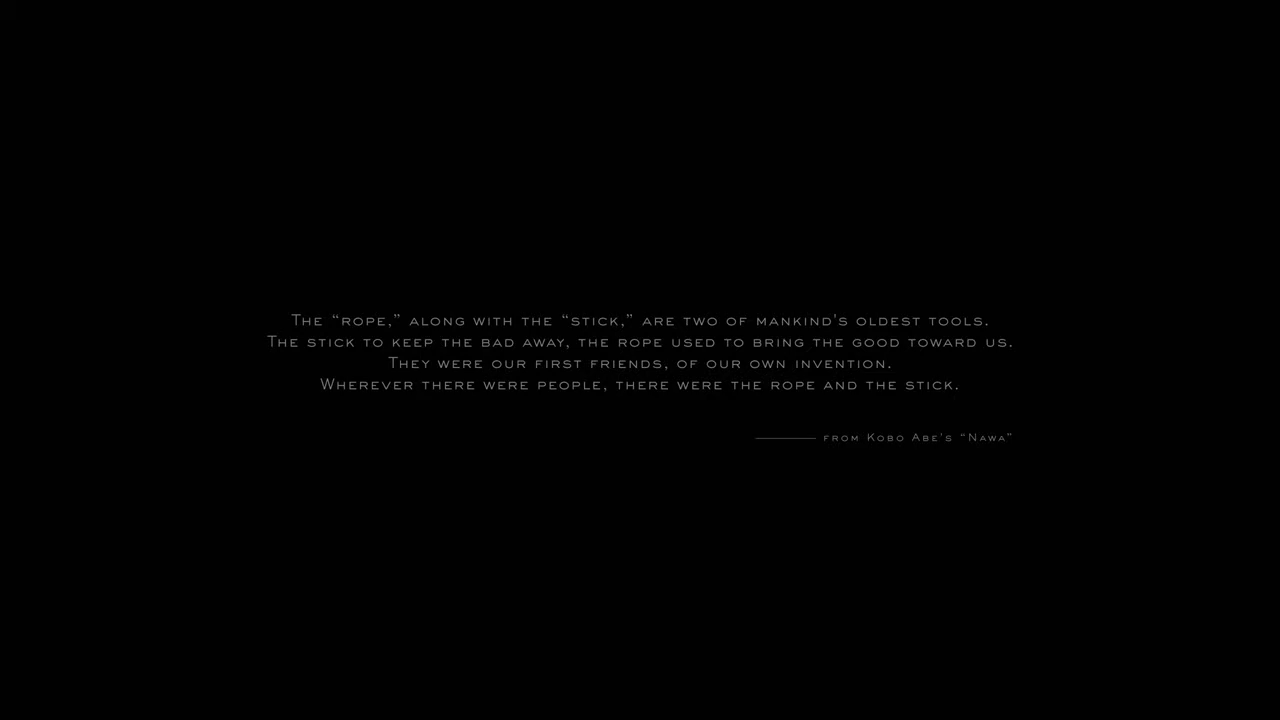 The “rope,” along with the “stick,” are two of mankind's oldest tools.
The stick to keep the bad away, the rope used to bring the good toward us.
They were our first friends, of our own invention.
Wherever there were people, there were the rope and the stick.
from Kobo Abe's “Nawa”